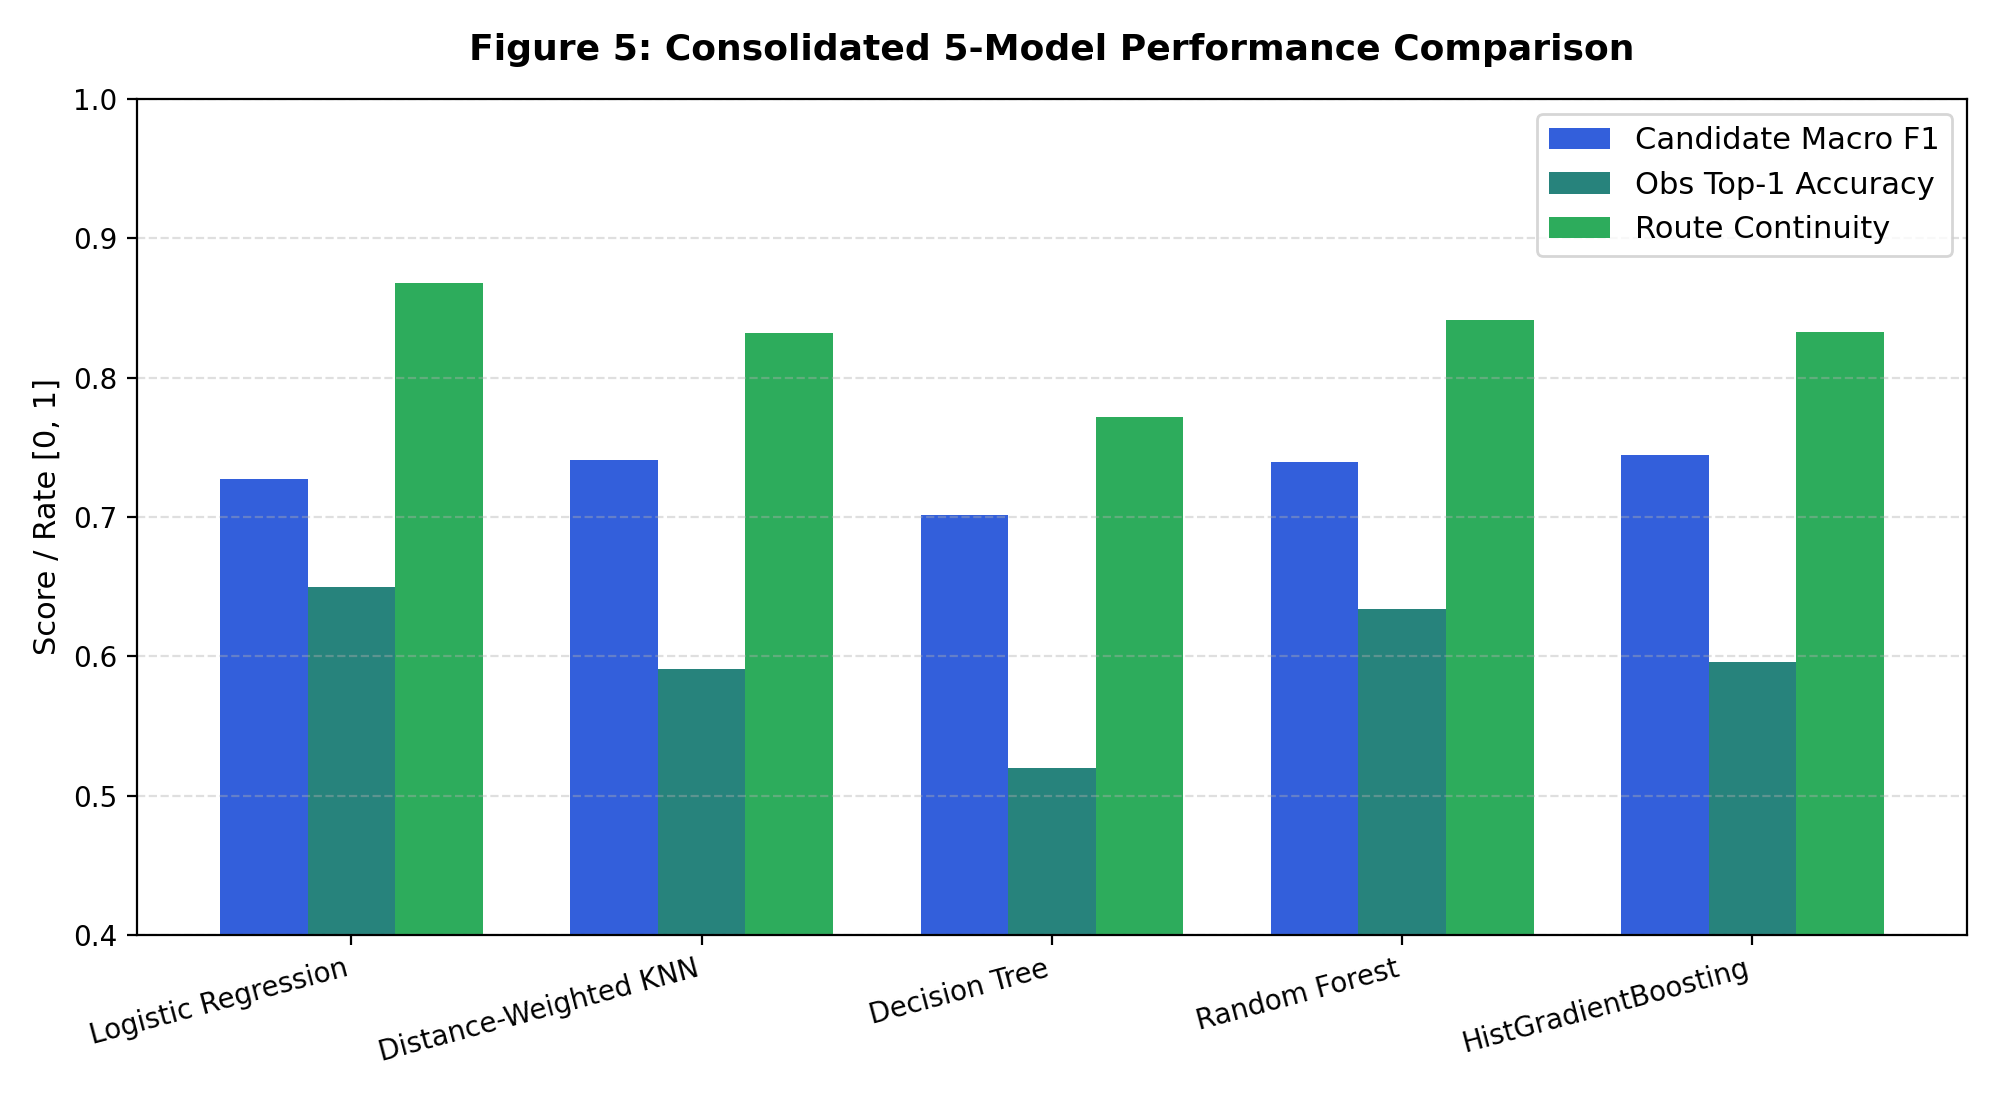 Figure 5: Consolidated 5-Model Performance Comparison
1.0
0.9
0.8
0.7
0.6
0.5
0.4
Score / Rate [0, 1]
Candidate Macro F1
Obs Top-1 Accuracy
Route Continuity
Logistic Regression
Distance-Weighted KNN
Decision Tree
Random Forest
HistGradientBoosting